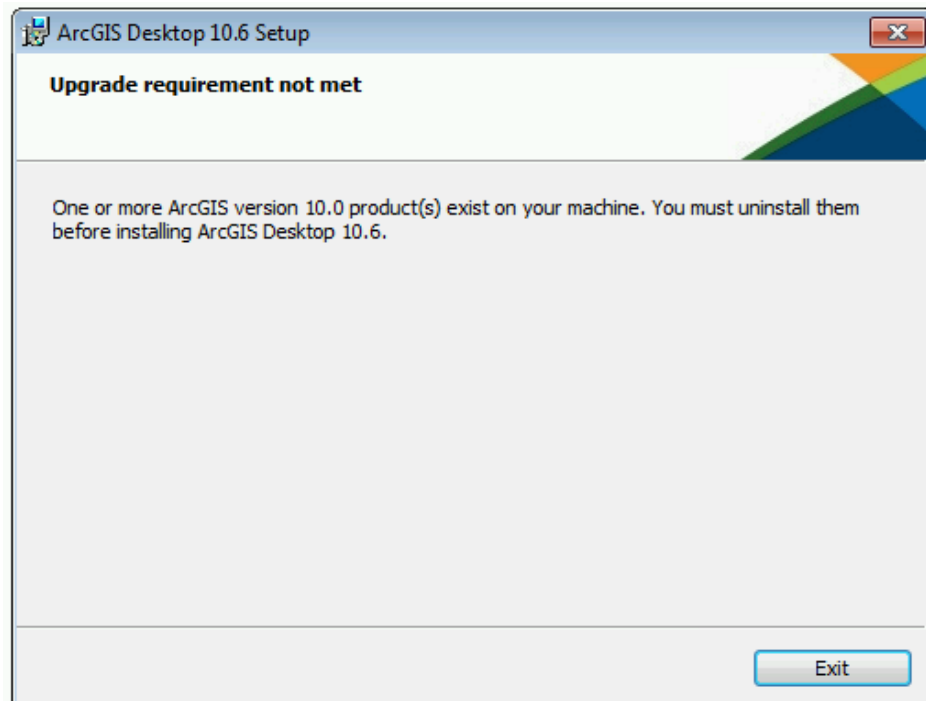 ArcGIS Desktop 10.6 Setup
Upgrade requirement not met
One or more ArcGIS version 10.0 product(s) exist on your machine. You must uninstall them
before installing ArcGIS Desktop 10.6.
Exit